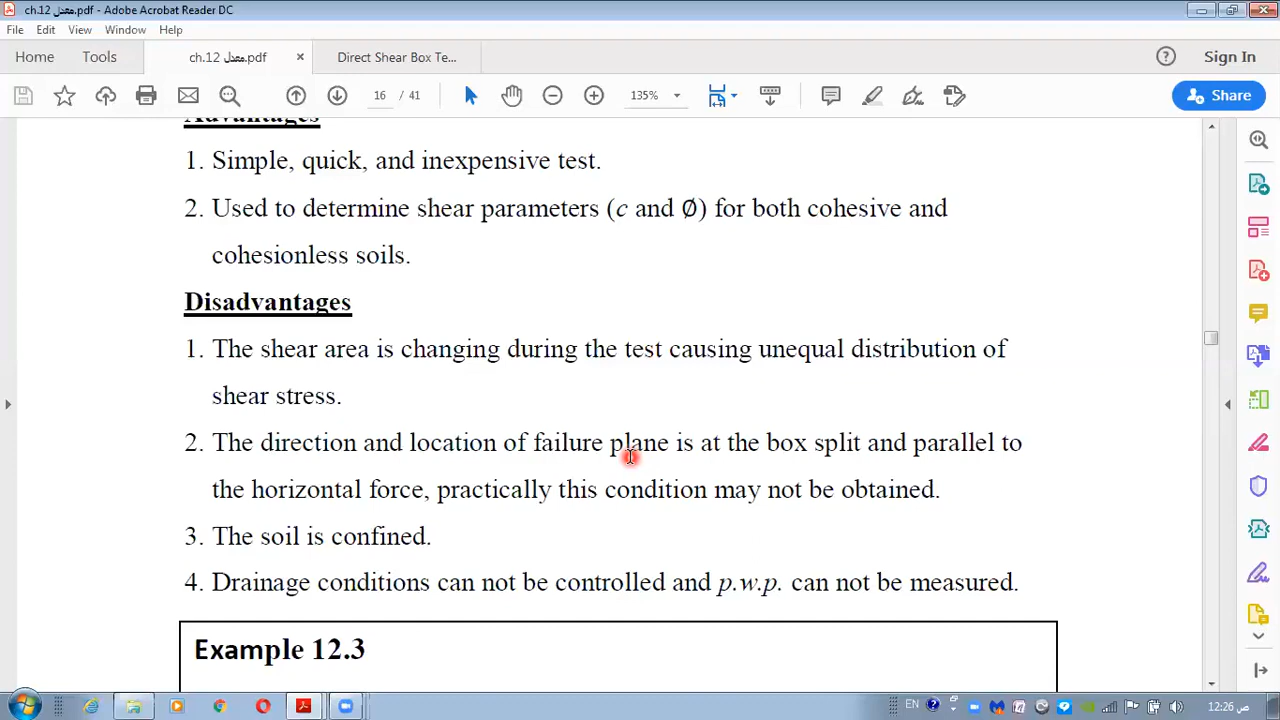 ch.12 معدل.pdf - Adobe Acrobat Reader DC
File Edit View Window Help
Home Tools ch.12 معدل.pdf × Direct Shear Box Te... Sign In
16 / 41 135% Share
Advantages
1. Simple, quick, and inexpensive test.
2. Used to determine shear parameters (c and Ø) for both cohesive and
cohesionless soils.
Disadvantages
1. The shear area is changing during the test causing unequal distribution of
shear stress.
2. The direction and location of failure plane is at the box split and parallel to
the horizontal force, practically this condition may not be obtained.
3. The soil is confined.
4. Drainage conditions can not be controlled and p.w.p. can not be measured.
Example 12.3
EN 12:26 ص